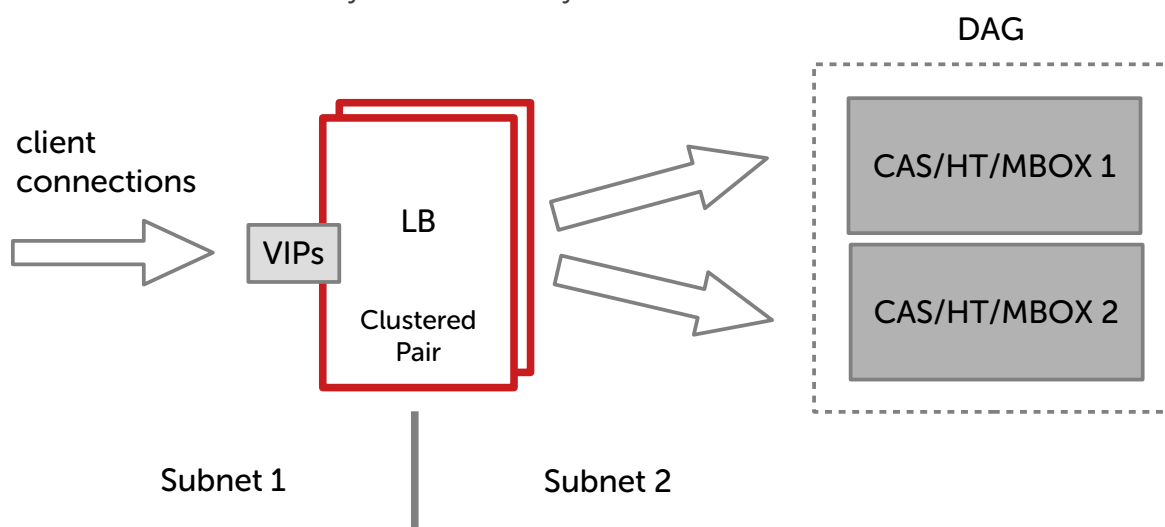 DAG
client
connections
VIPs
LB
Clustered
Pair
CAS/HT/MBOX 1
CAS/HT/MBOX 2
Subnet 1
Subnet 2